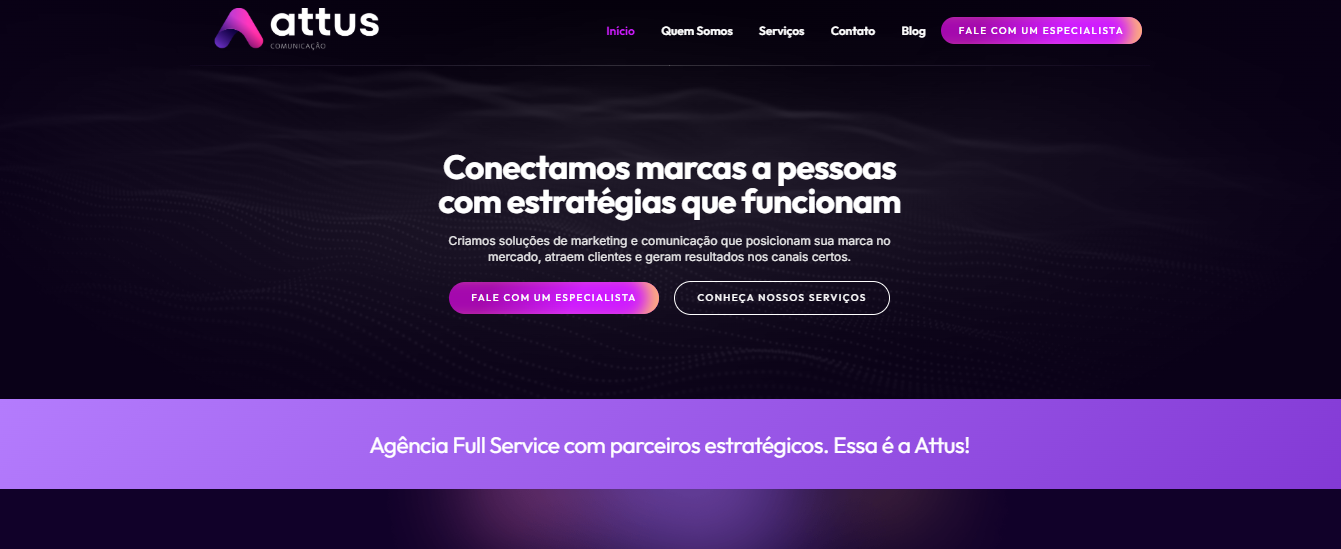 attus
COMUNICAÇÃO
Início
Quem Somos
Serviços
Contato
Blog
FALE COM UM ESPECIALISTA
Conectamos marcas a pessoas
com estratégias que funcionam
Criamos soluções de marketing e comunicação que posicionam sua marca no
mercado, atraem clientes e geram resultados nos canais certos.
FALE COM UM ESPECIALISTA
CONHEÇA NOSSOS SERVIÇOS
Agência Full Service com parceiros estratégicos. Essa é a Attus!